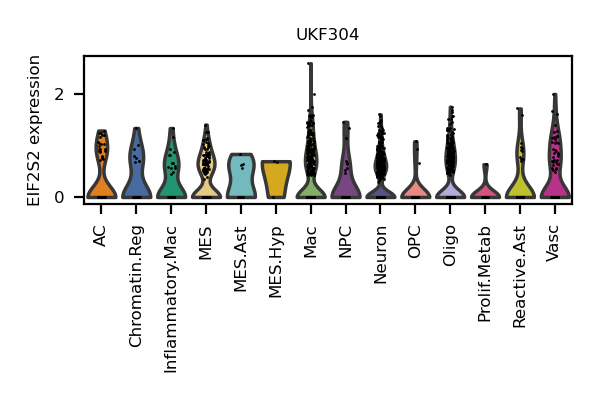 UKF304
EIF2S2 expression
2
0
AC
Chromatin.Reg
Inflammatory.Mac
MES
MES.Ast
MES.Hyp
Mac
NPC
Neuron
OPC
Oligo
Prolif.Metab
Reactive.Ast
Vasc